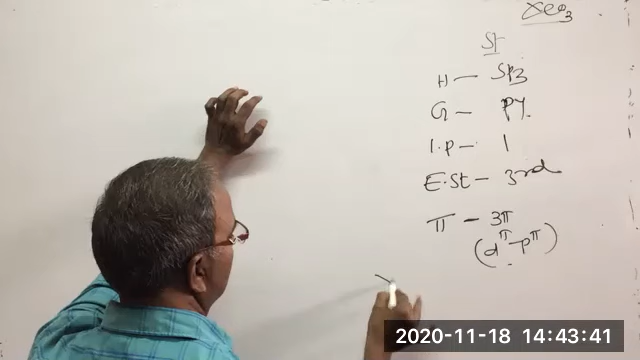 XeO3
St
H — SP3
G — PY.
I.P — 1
E.St — 3rd
π — 3π
(dπ-pπ)
2020-11-18 14:43:41